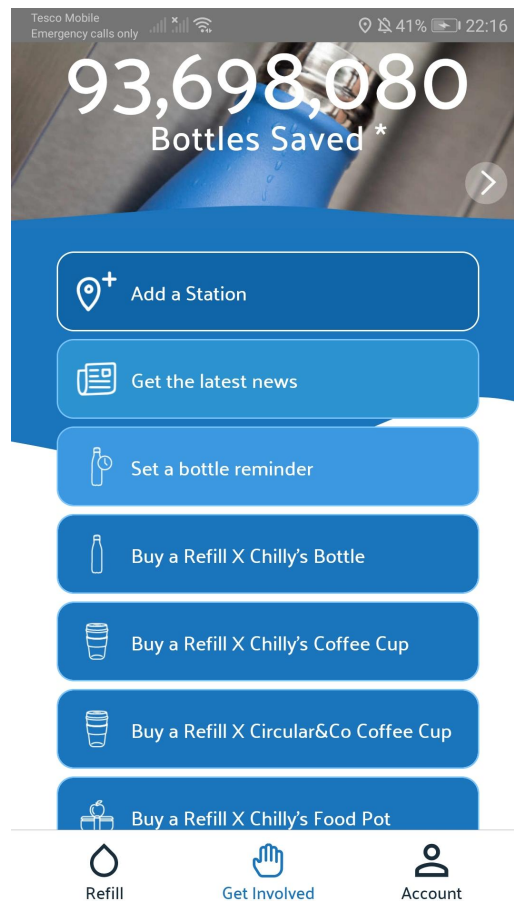 Tesco Mobile
Emergency calls only
41%
22:16
93,698,080
Bottles Saved *
Add a Station
Get the latest news
Set a bottle reminder
Buy a Refill X Chilly's Bottle
Buy a Refill X Chilly's Coffee Cup
Buy a Refill X Circular&Co Coffee Cup
Buy a Refill X Chilly's Food Pot
Refill
Get Involved
Account